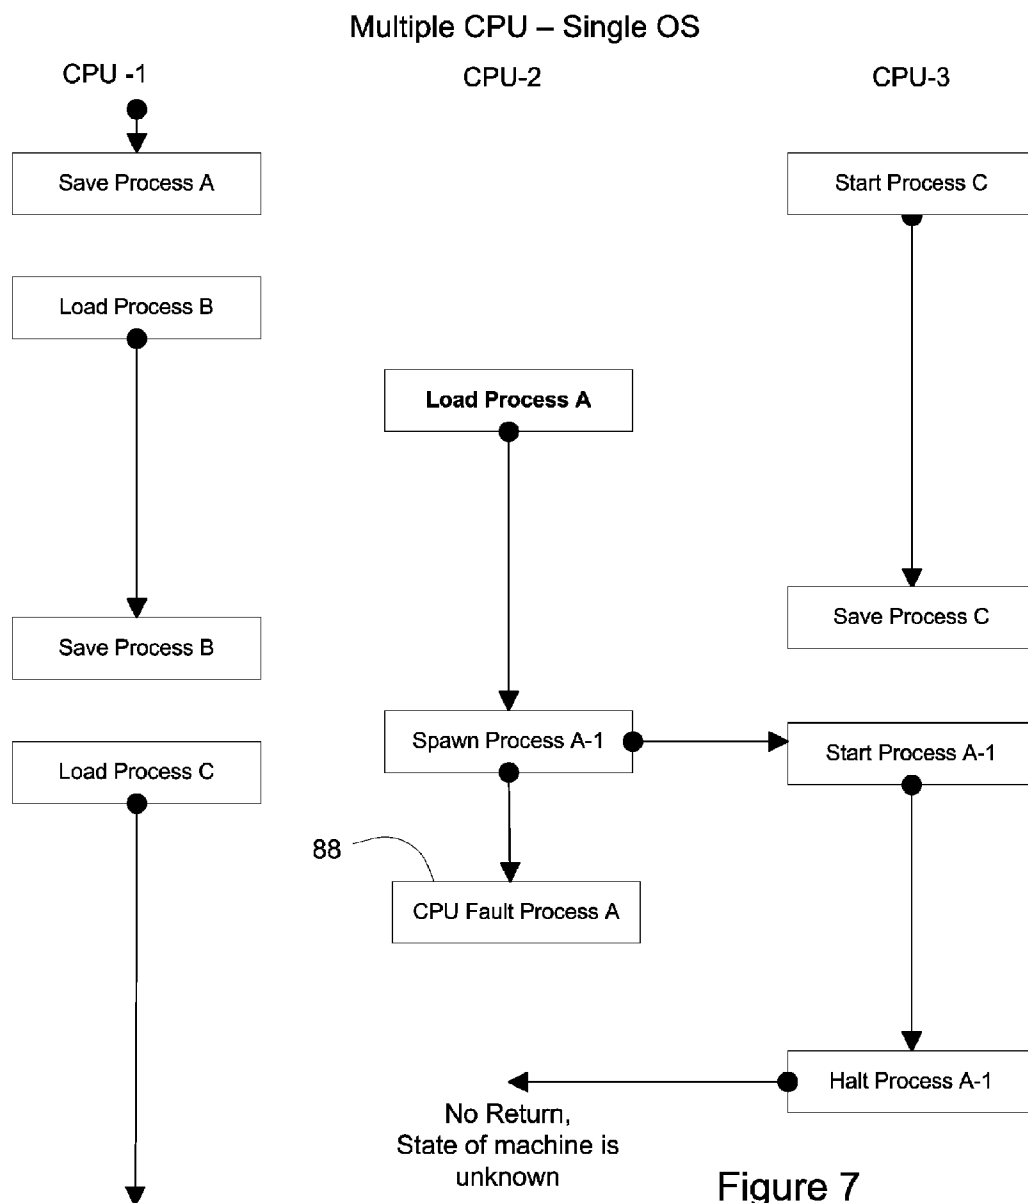 Multiple CPU – Single OS
CPU -1
CPU-2
CPU-3
Save Process A
Start Process C
Load Process B
Load Process A
Save Process C
Save Process B
Spawn Process A-1
Start Process A-1
Load Process C
88
CPU Fault Process A
Halt Process A-1
No Return,
State of machine is
unknown
Figure 7